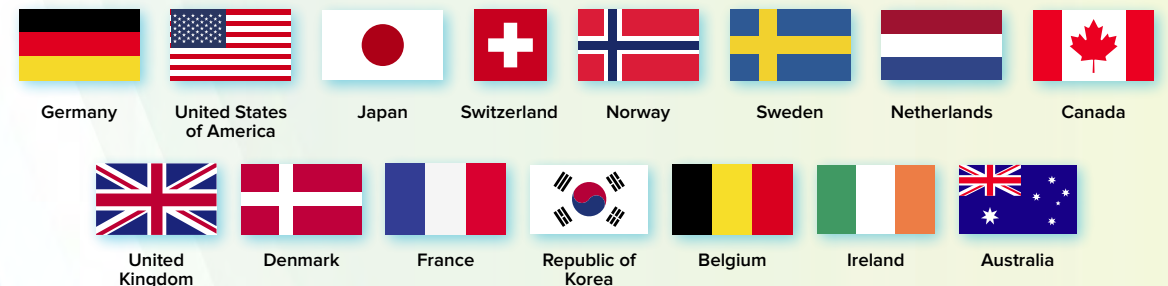 Germany
United States
of America
Japan
Switzerland
Norway
Sweden
Netherlands
Canada
United
Kingdom
Denmark
France
Republic of
Korea
Belgium
Ireland
Australia